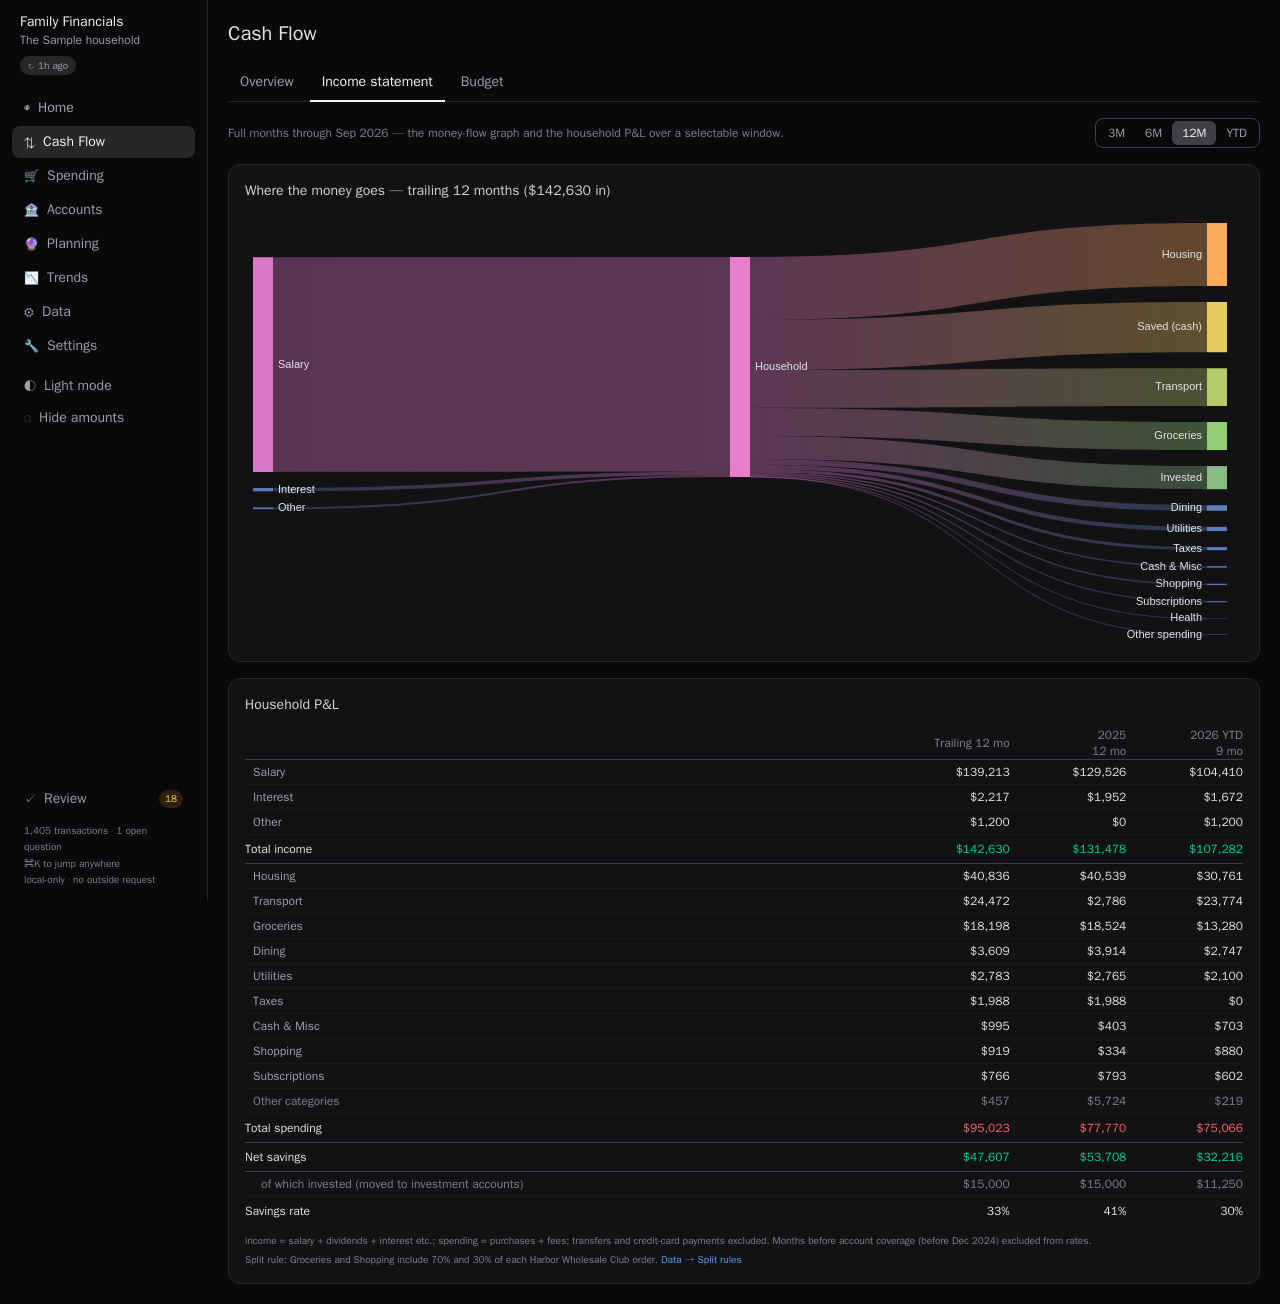 Family Financials
The Sample household
1h ago
Home
Cash Flow
Spending
Accounts
Planning
Trends
Data
Settings
Light mode
Hide amounts
Review 18
1,405 transactions · 1 open
question
⌘K to jump anywhere
local-only · no outside request
Cash Flow
Overview Income statement Budget
Full months through Sep 2026 — the money-flow graph and the household P&L over a selectable window.
3M 6M 12M YTD
Where the money goes — trailing 12 months ($142,630 in)
Salary
Interest
Other
Household
Housing
Saved (cash)
Transport
Groceries
Invested
Dining
Utilities
Taxes
Cash & Misc
Shopping
Subscriptions
Health
Other spending
Household P&L
Trailing 12 mo 2025 12 mo 2026 YTD 9 mo
Salary $139,213 $129,526 $104,410
Interest $2,217 $1,952 $1,672
Other $1,200 $0 $1,200
Total income $142,630 $131,478 $107,282
Housing $40,836 $40,539 $30,761
Transport $24,472 $2,786 $23,774
Groceries $18,198 $18,524 $13,280
Dining $3,609 $3,914 $2,747
Utilities $2,783 $2,765 $2,100
Taxes $1,988 $1,988 $0
Cash & Misc $995 $403 $703
Shopping $919 $334 $880
Subscriptions $766 $793 $602
Other categories $457 $5,724 $219
Total spending $95,023 $77,770 $75,066
Net savings $47,607 $53,708 $32,216
of which invested (moved to investment accounts) $15,000 $15,000 $11,250
Savings rate 33% 41% 30%
income = salary + dividends + interest etc.; spending = purchases + fees; transfers and credit-card payments excluded. Months before account coverage (before Dec 2024) excluded from rates.
Split rule: Groceries and Shopping include 70% and 30% of each Harbor Wholesale Club order. Data → Split rules